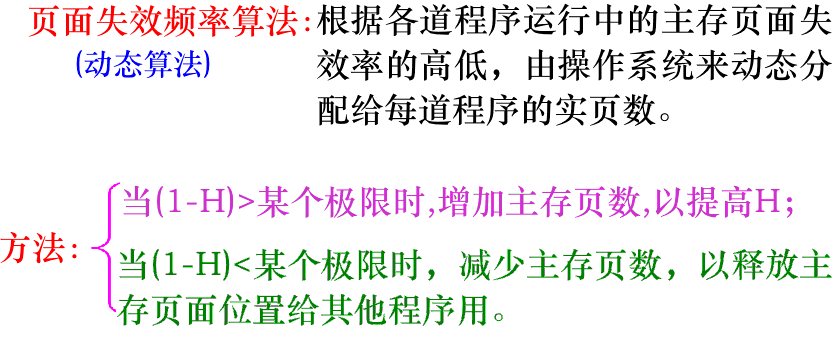 页面失效频率算法:根据各道程序运行中的主存页面失
(动态算法) 效率的高低，由操作系统来动态分
配给每道程序的实页数。
当(1-H)>某个极限时,增加主存页数,以提高H；
方法:
当(1-H)<某个极限时，减少主存页数，以释放主
存页面位置给其他程序用。